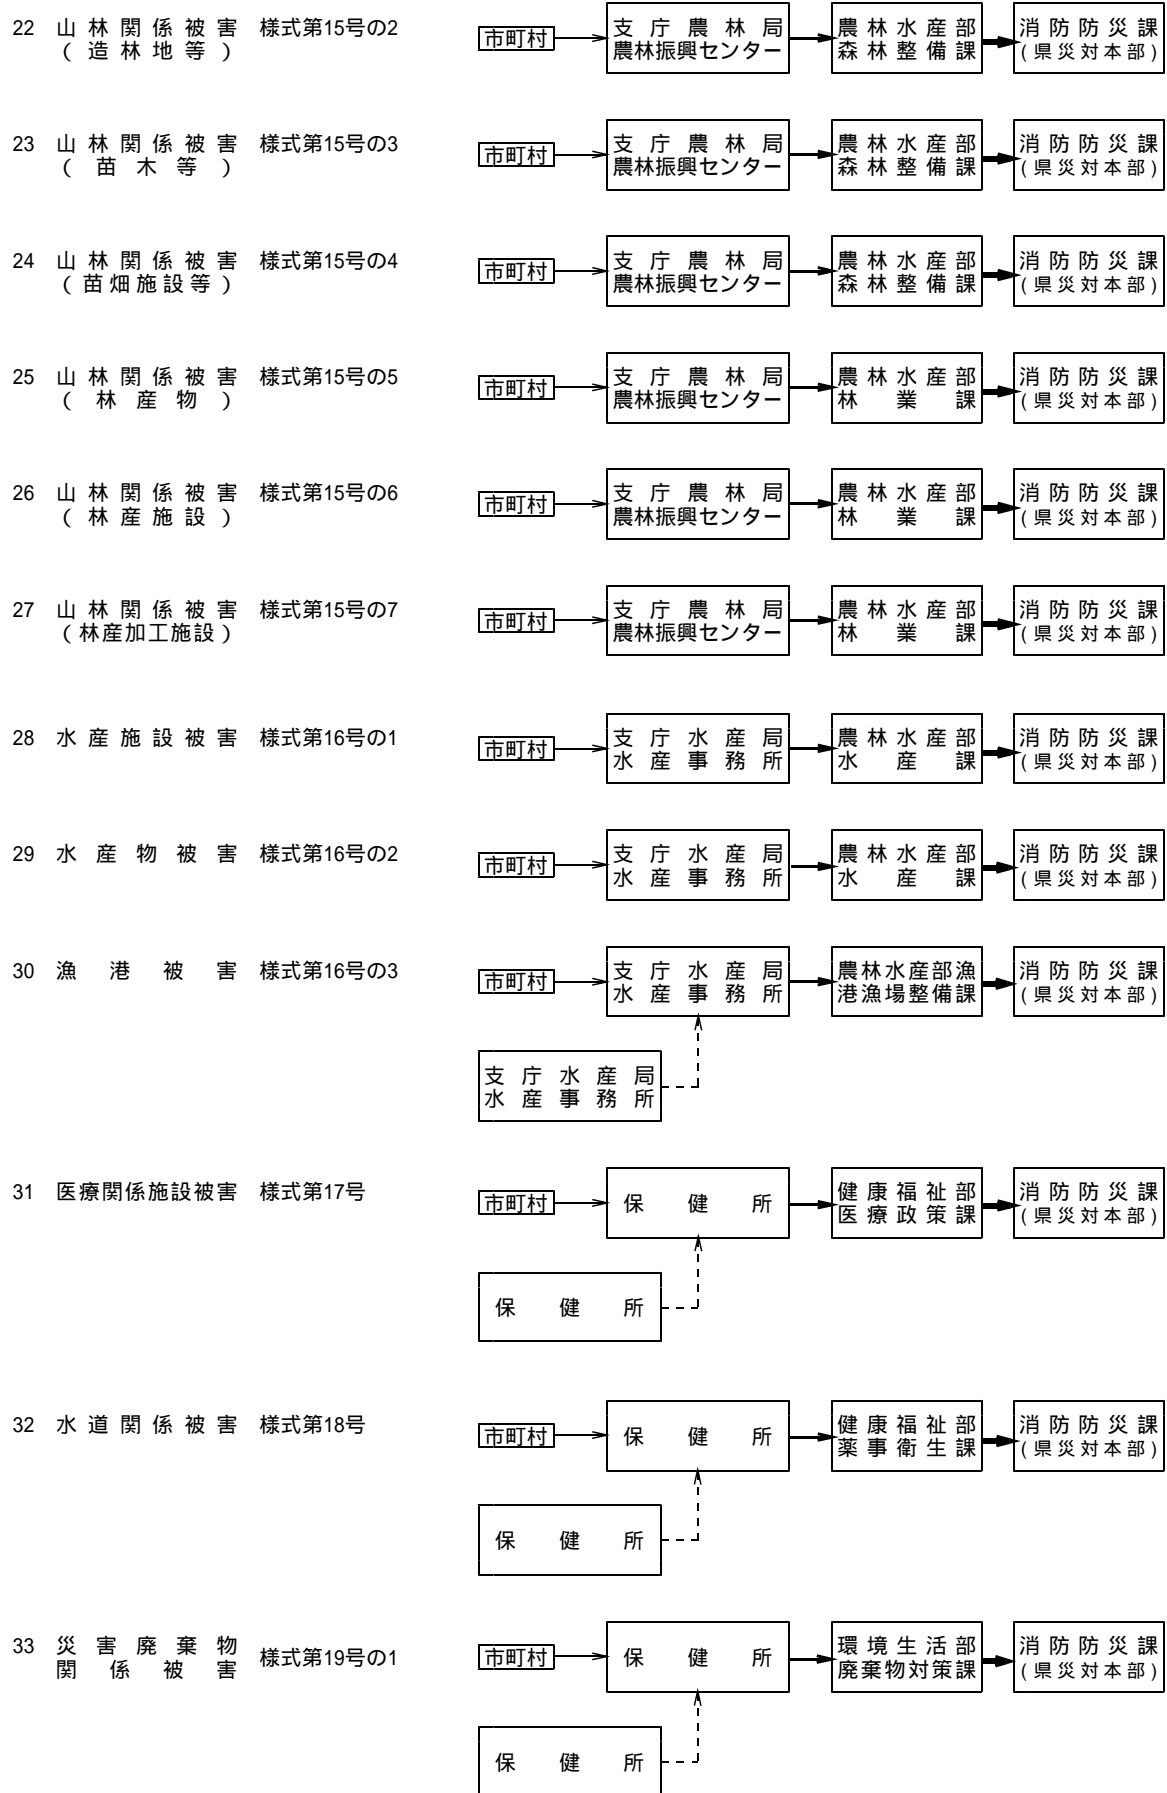 22 山林関係被害 様式第15号の2 市町村 支庁農林局 農林水産部 消防防災課
(造林地等) 農林振興センター 森林整備課 (県災対本部)
23 山林関係被害 様式第15号の3 市町村 支庁農林局 農林水産部 消防防災課
(苗木等) 農林振興センター 森林整備課 (県災対本部)
24 山林関係被害 様式第15号の4 市町村 支庁農林局 農林水産部 消防防災課
(苗畑施設等) 農林振興センター 森林整備課 (県災対本部)
25 山林関係被害 様式第15号の5 市町村 支庁農林局 農林水産部 消防防災課
(林産物) 農林振興センター 林業課 (県災対本部)
26 山林関係被害 様式第15号の6 市町村 支庁農林局 農林水産部 消防防災課
(林産施設) 農林振興センター 林業課 (県災対本部)
27 山林関係被害 様式第15号の7 市町村 支庁農林局 農林水産部 消防防災課
(林産加工施設) 農林振興センター 林業課 (県災対本部)
28 水産施設被害 様式第16号の1 市町村 支庁水産局 農林水産部 消防防災課
水産事務所 水産課 (県災対本部)
29 水産物被害 様式第16号の2 市町村 支庁水産局 農林水産部 消防防災課
水産事務所 水産課 (県災対本部)
30 漁港被害 様式第16号の3 市町村 支庁水産局 農林水産部漁 消防防災課
水産事務所 港漁場整備課 (県災対本部)
支庁水産局
水産事務所
31 医療関係施設被害 様式第17号 市町村 保健所 健康福祉部 消防防災課
医療政策課 (県災対本部)
保健所
32 水道関係被害 様式第18号 市町村 保健所 健康福祉部 消防防災課
薬事衛生課 (県災対本部)
保健所
33 災害廃棄物 様式第19号の1 市町村 保健所 環境生活部 消防防災課
関係被害 廃棄物対策課 (県災対本部)
保健所